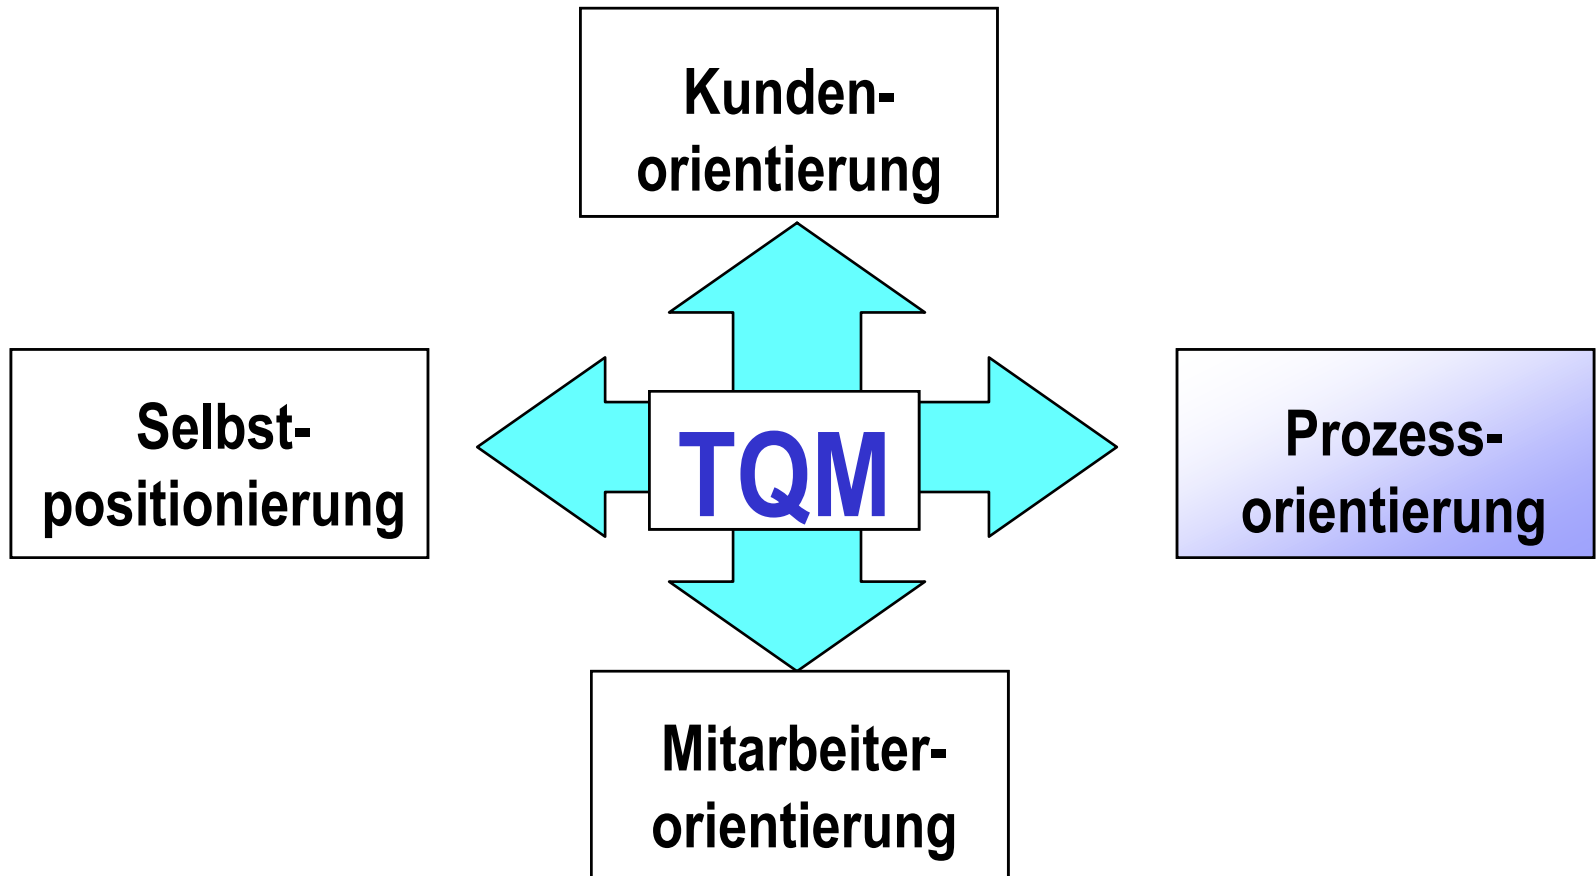 Kunden-
orientierung
Selbst-
positionierung
TQM
Prozess-
orientierung
Mitarbeiter-
orientierung